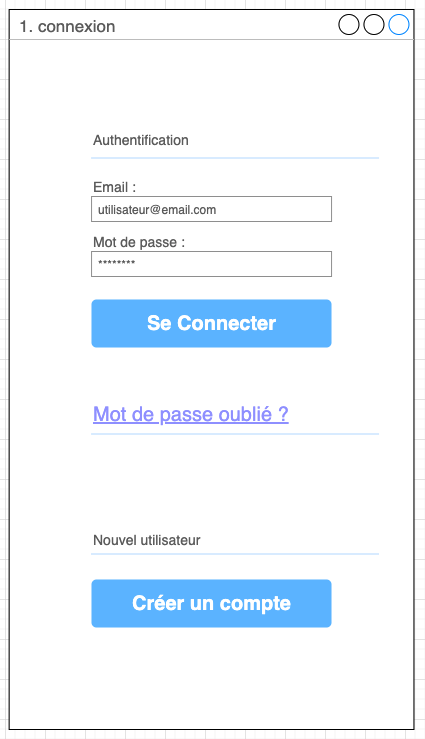 1. connexion
Authentification
Email :
utilisateur@email.com
Mot de passe :
********
Se Connecter
Mot de passe oublié ?
Nouvel utilisateur
Créer un compte